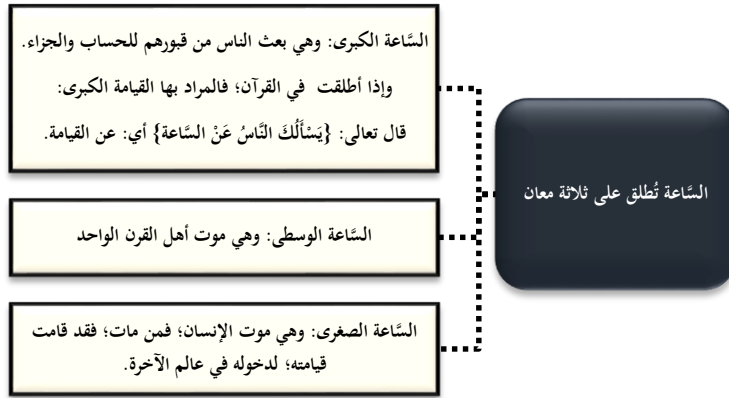 السَّاعة تُطلق على ثلاثة معان
السَّاعة الكبرى: وهي بعث الناس من قبورهم للحساب والجزاء.
وإذا أطلقت في القرآن؛ فالمراد بها القيامة الكبرى:
قال تعالى: {يَسْأَلُكَ النَّاسُ عَنْ السَّاعة} أي: عن القيامة.
السَّاعة الوسطى: وهي موت أهل القرن الواحد
السَّاعة الصغرى: وهي موت الإنسان؛ فمن مات؛ فقد قامت
قيامته؛ لدخوله في عالم الآخرة.